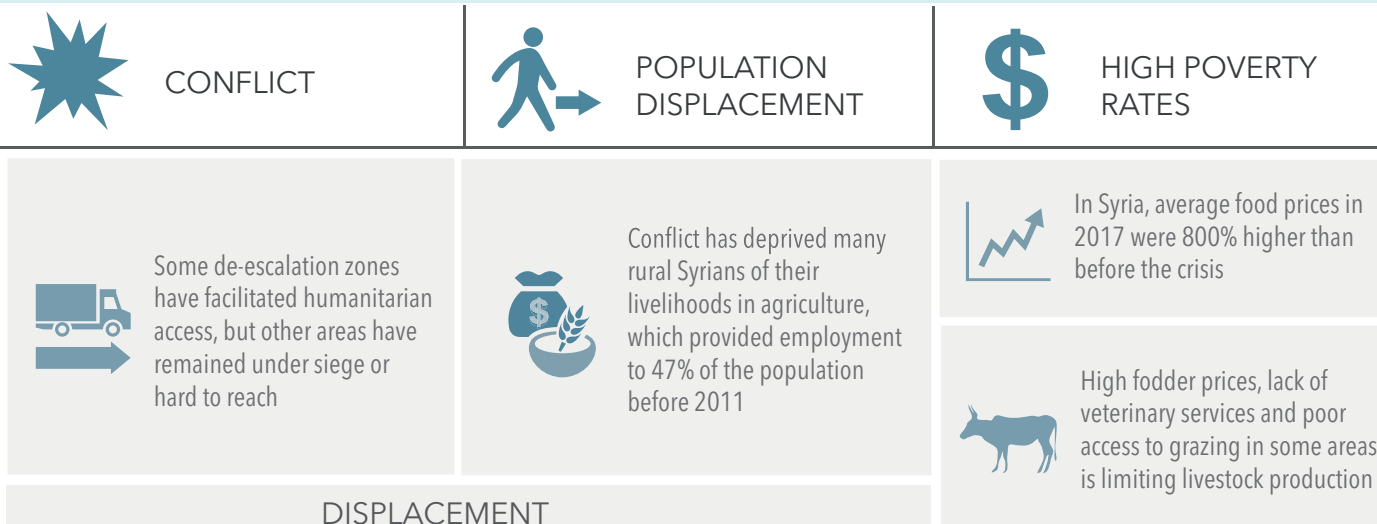 CONFLICT
POPULATION
DISPLACEMENT
$
HIGH POVERTY
RATES
Some de-escalation zones
have facilitated humanitarian
access, but other areas have
remained under siege or
hard to reach
$
Conflict has deprived many
rural Syrians of their
livelihoods in agriculture,
which provided employment
to 47% of the population
before 2011
In Syria, average food prices in
2017 were 800% higher than
before the crisis
High fodder prices, lack of
veterinary services and poor
access to grazing in some areas
is limiting livestock production
DISPLACEMENT